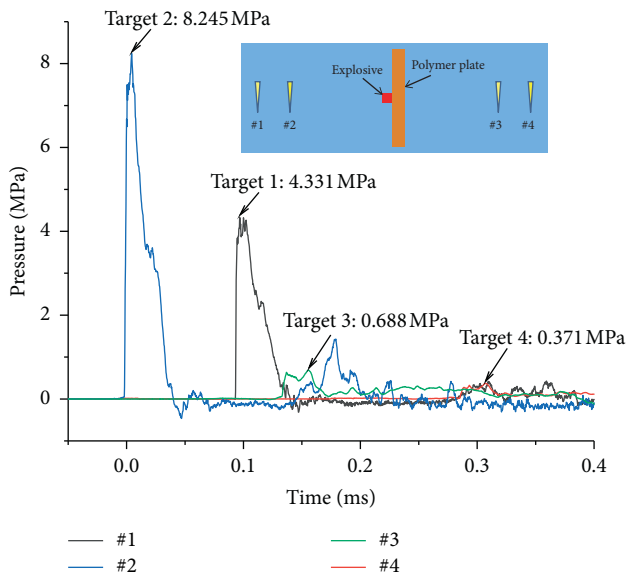 Target 2: 8.245 MPa
Explosive
Polymer plate
#1
#2
#3
#4
Target 1: 4.331 MPa
Target 3: 0.688 MPa
Target 4: 0.371 MPa
Pressure (MPa)
8
6
4
2
0
0.0
0.1
0.2
0.3
0.4
Time (ms)
#1
#3
#2
#4